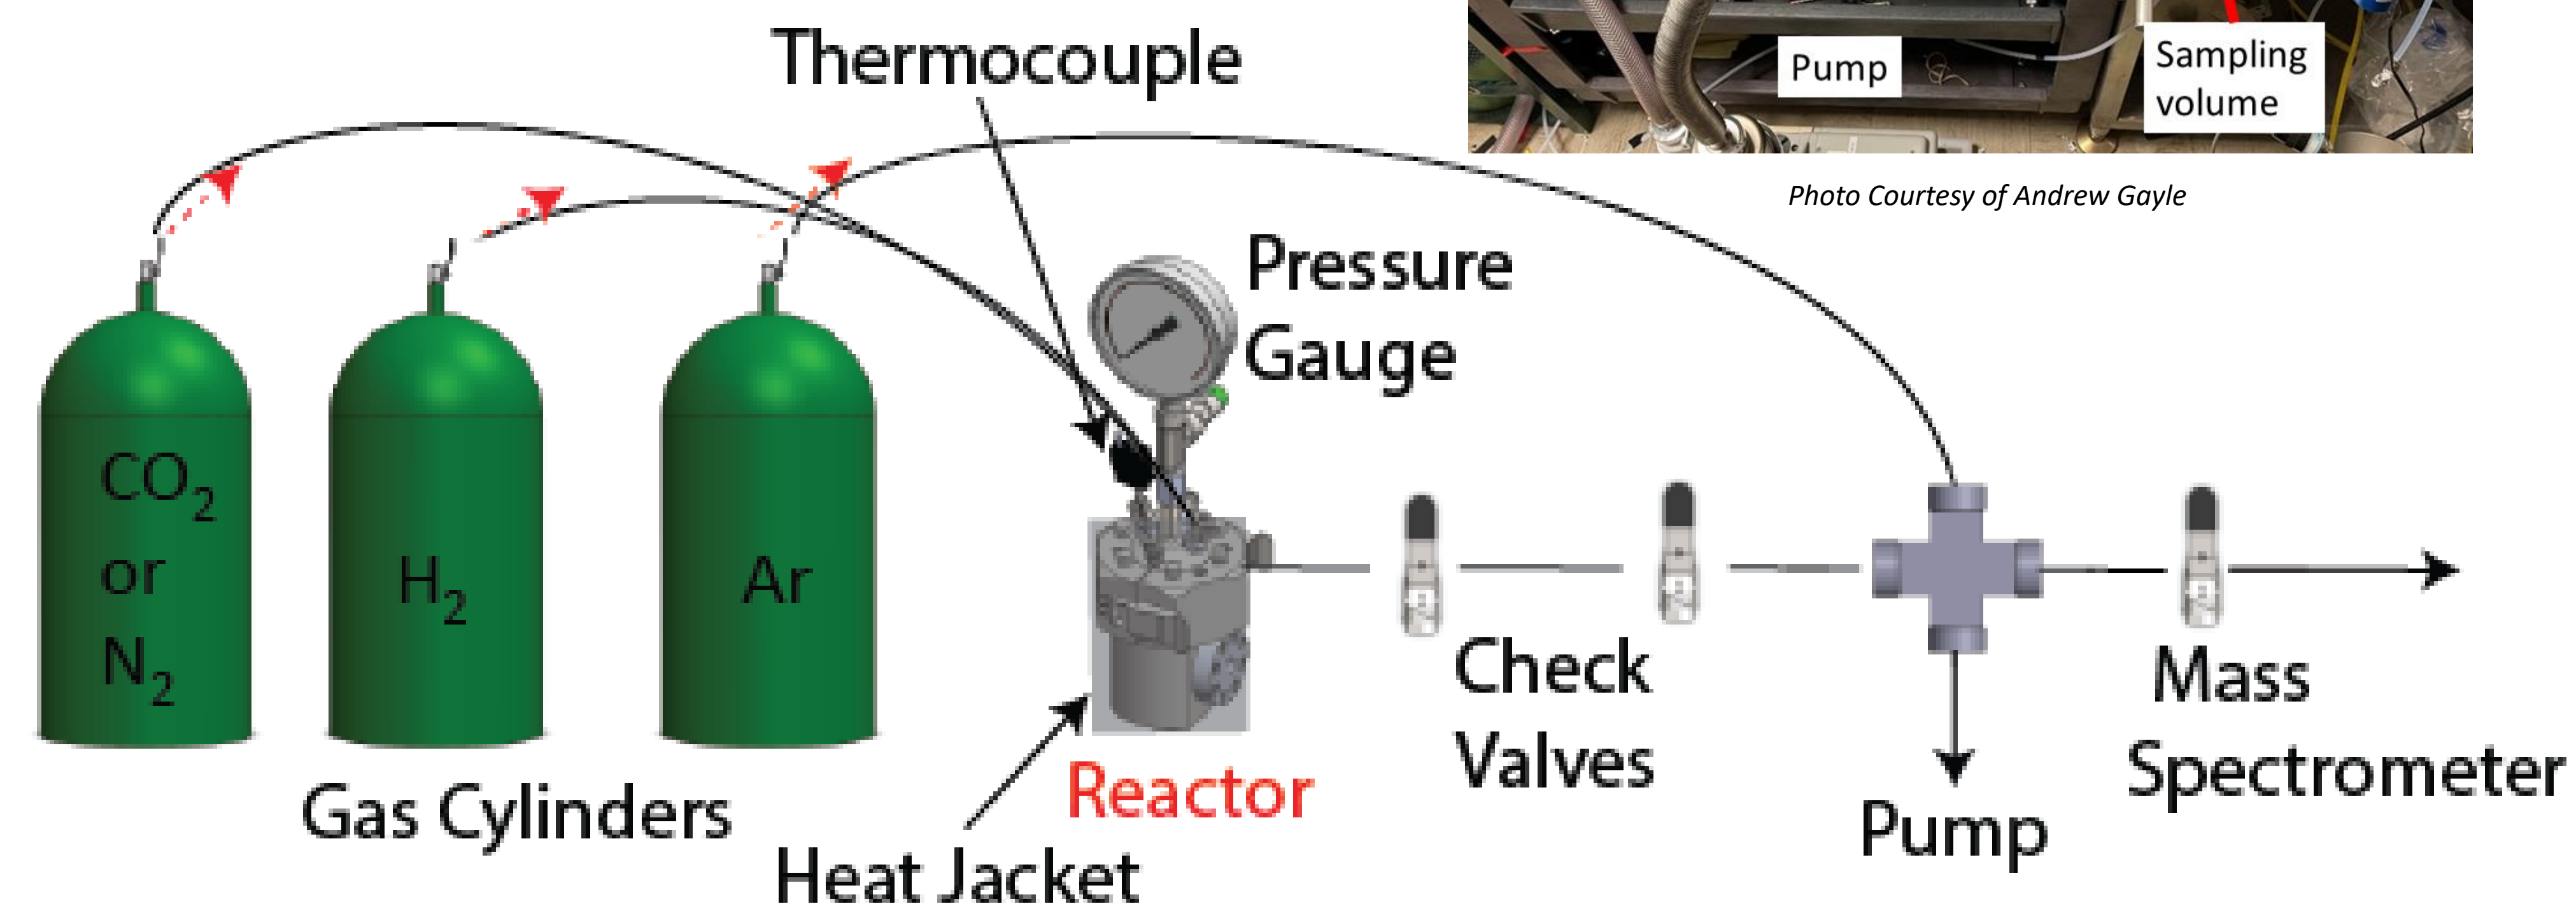 Thermocouple
Pump
Sampling
volume
Photo Courtesy of Andrew Gayle
Pressure
Gauge
CO₂
or
N₂
H₂
Ar
Check
Valves
Mass
Spectrometer
Reactor
Gas Cylinders
Pump
Heat Jacket